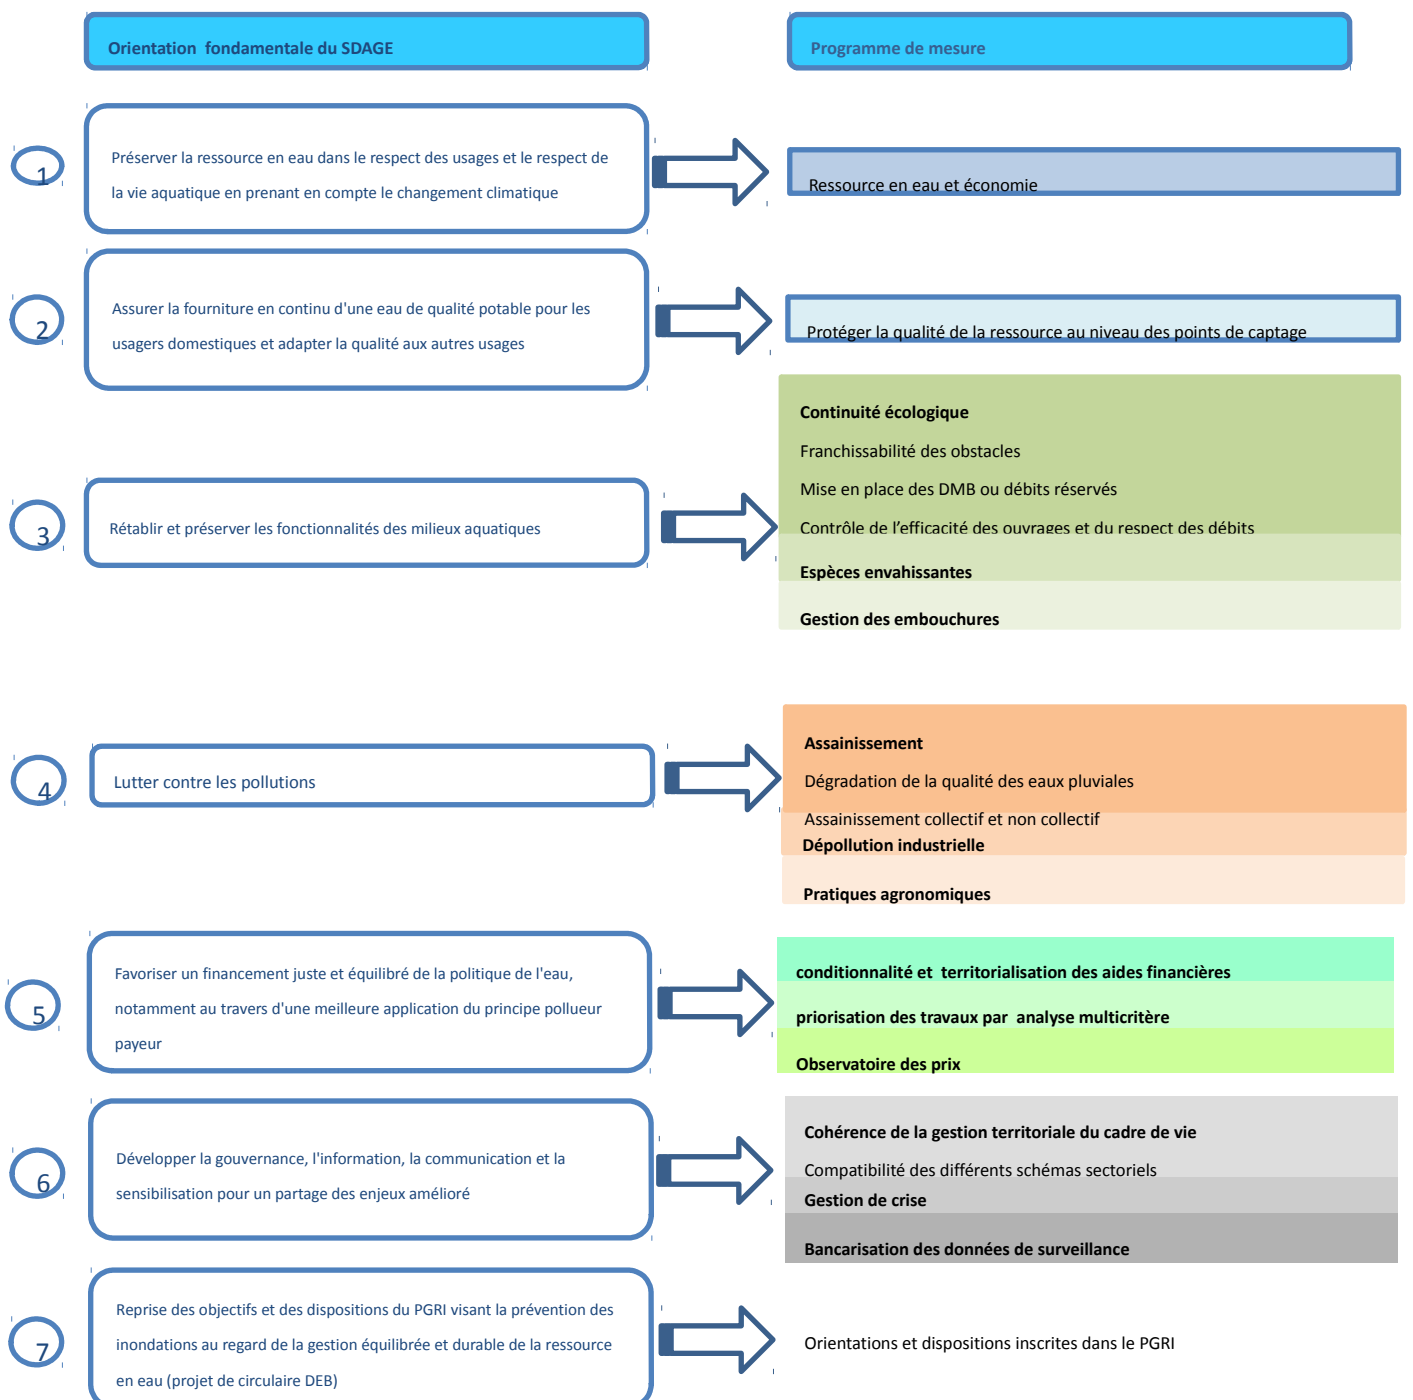 Orientation fondamentale du SDAGE
Programme de mesure
1
Préserver la ressource en eau dans le respect des usages et le respect de
la vie aquatique en prenant en compte le changement climatique
Ressource en eau et économie
2
Assurer la fourniture en continu d'une eau de qualité potable pour les
usagers domestiques et adapter la qualité aux autres usages
Protéger la qualité de la ressource au niveau des points de captage
3
Rétablir et préserver les fonctionnalités des milieux aquatiques
Continuité écologique
Franchissabilité des obstacles
Mise en place des DMB ou débits réservés
Contrôle de l’efficacité des ouvrages et du respect des débits
Espèces envahissantes
Gestion des embouchures
4
Lutter contre les pollutions
Assainissement
Dégradation de la qualité des eaux pluviales
Assainissement collectif et non collectif
Dépollution industrielle
Pratiques agronomiques
5
Favoriser un financement juste et équilibré de la politique de l'eau,
notamment au travers d'une meilleure application du principe pollueur
payeur
conditionnalité et territorialisation des aides financières
priorisation des travaux par analyse multicritère
Observatoire des prix
6
Développer la gouvernance, l'information, la communication et la
sensibilisation pour un partage des enjeux amélioré
Cohérence de la gestion territoriale du cadre de vie
Compatibilité des différents schémas sectoriels
Gestion de crise
Bancarisation des données de surveillance
7
Reprise des objectifs et des dispositions du PGRI visant la prévention des
inondations au regard de la gestion équilibrée et durable de la ressource
en eau (projet de circulaire DEB)
Orientations et dispositions inscrites dans le PGRI